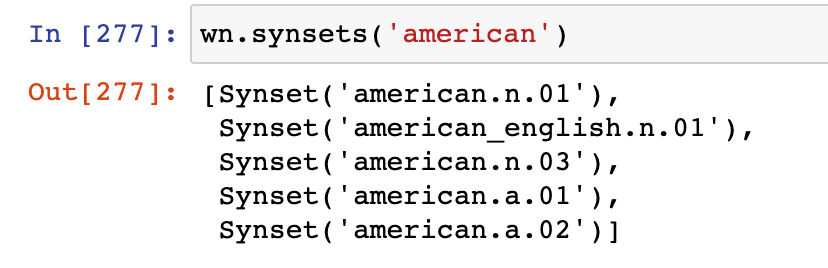 In [277]: wn.synsets('american')
Out[277]: [Synset('american.n.01'),
Synset('american_english.n.01'),
Synset('american.n.03'),
Synset('american.a.01'),
Synset('american.a.02')]